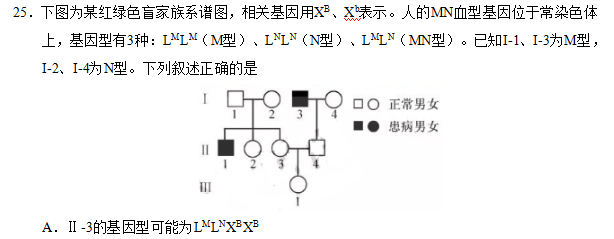 25．下图为某红绿色盲家族系谱图，相关基因用X^B、X^b表示。人的MN血型基因位于常染色体
上，基因型有3种：L^ML^M（M型）、L^NL^N（N型）、L^ML^N（MN型）。已知I-1、I-3为M型，
I-2、I-4为N型。下列叙述正确的是
I 1 2 3 4 正常男女
患病男女
II 1 2 3 4
III 1
A．Ⅱ-3的基因型可能为L^ML^NX^BX^B